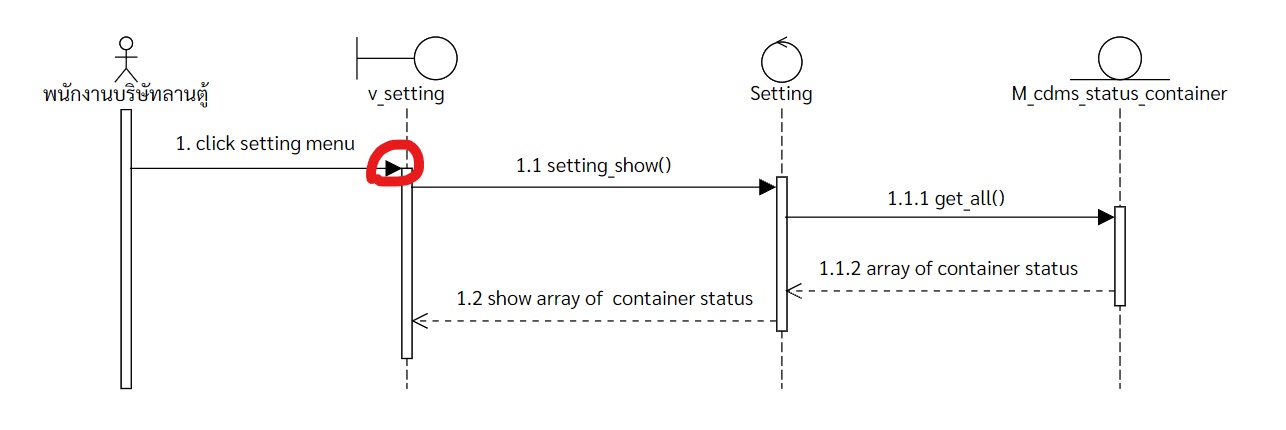 พนักงานบริษัทลานตู้
v_setting
Setting
M_cdms_status_container
1. click setting menu
1.1 setting_show()
1.1.1 get_all()
1.1.2 array of container status
1.2 show array of  container status